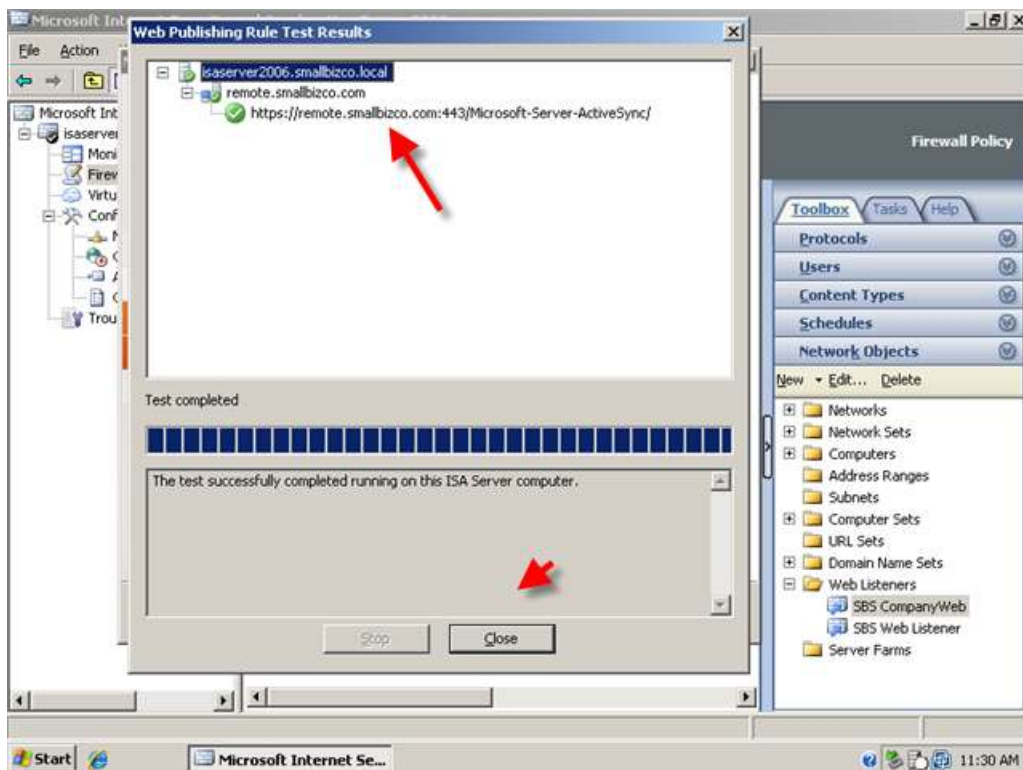 Microsoft Int
Web Publishing Rule Test Results
File Action
isaserver2006.smallbizco.local
remote.smallbizco.com
https://remote.smallbizco.com:443/Microsoft-Server-ActiveSync/
Microsoft Int
isaserver
Moni
Firew
Virtu
Conf
N
C
A
C
Trou
Test completed
The test successfully completed running on this ISA Server computer.
Stop
Close
Firewall Policy
Toolbox Tasks Help
Protocols
Users
Content Types
Schedules
Network Objects
New Edit... Delete
Networks
Network Sets
Computers
Address Ranges
Subnets
Computer Sets
URL Sets
Domain Name Sets
Web Listeners
SBS CompanyWeb
SBS Web Listener
Server Farms
Start
Microsoft Internet Se...
11:30 AM